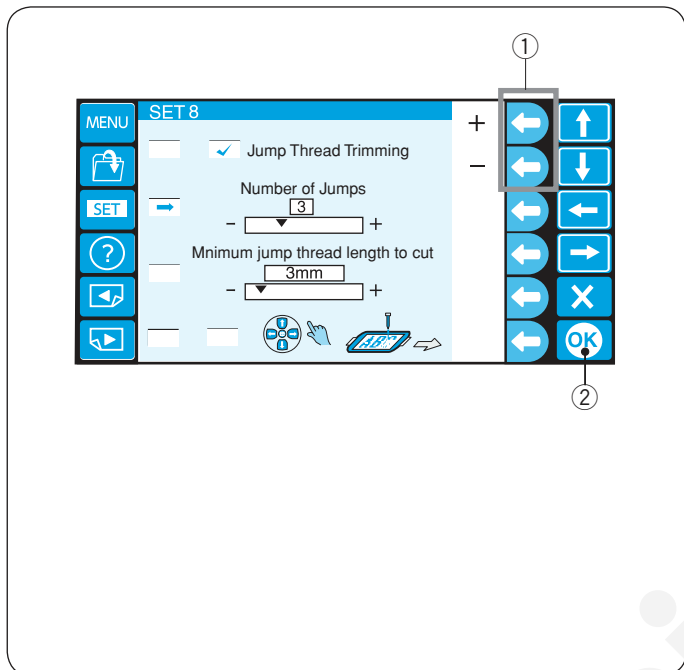 ①
MENU
SET 8
+
✓ Jump Thread Trimming
−
Number of Jumps
SET
3
− +
?
Mnimum jump thread length to cut
3mm
− +
X
ABC
OK
②